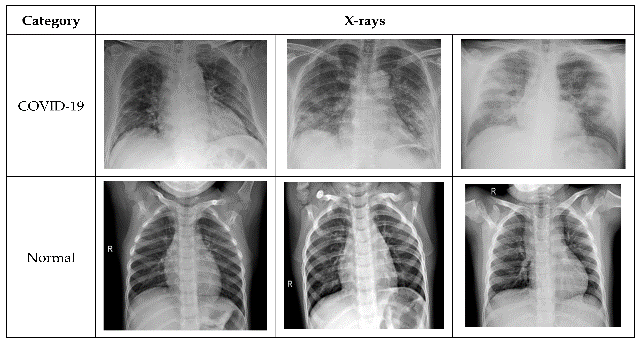 Category X-rays
COVID-19
Normal
R
R
R